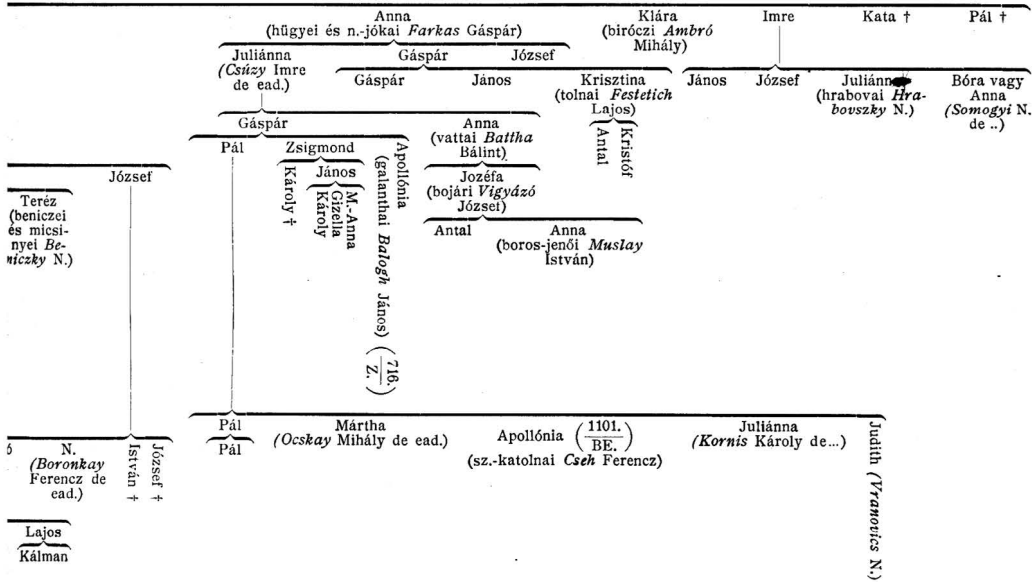 Anna Klára Imre Kata † Pál †
(hügyei és n.-jókai Farkas Gáspár) (biróczi Ambró
Mihály)
Juliánna Gáspár József
(Csúzy Imre
de ead.)
Gáspár János Krisztina János József Juliánna Bóra vagy
(tolnai Festetich (hrabovai Hra- Anna
Lajos) bovszky N.) (Somogyi N.
de ..)
Antal
Kristóf
Gáspár Anna
(vattai Battha
Bálint)
Pál Zsigmond
Apollónia
(galanthai Balogh János) (716. / Z.)
Károly †
János
M.-Anna
Gizella
Károly
Jozéfa
(bojári Vigyázó
József)
Antal Anna
(boros-jenői Muslay
István)
József
Teréz
(beniczei
és micsi-
nyei Be-
niczky N.)
Pál Mártha Juliánna
(Ocskay Mihály de ead.) Apollónia (1101. / BE.) (Kornis Károly de...)
Pál (sz.-katolnai Cseh Ferencz)
Judith (Vranovics N.)
N.
(Boronkay
Ferencz de
ead.)
István †
József †
Lajos
Kálman